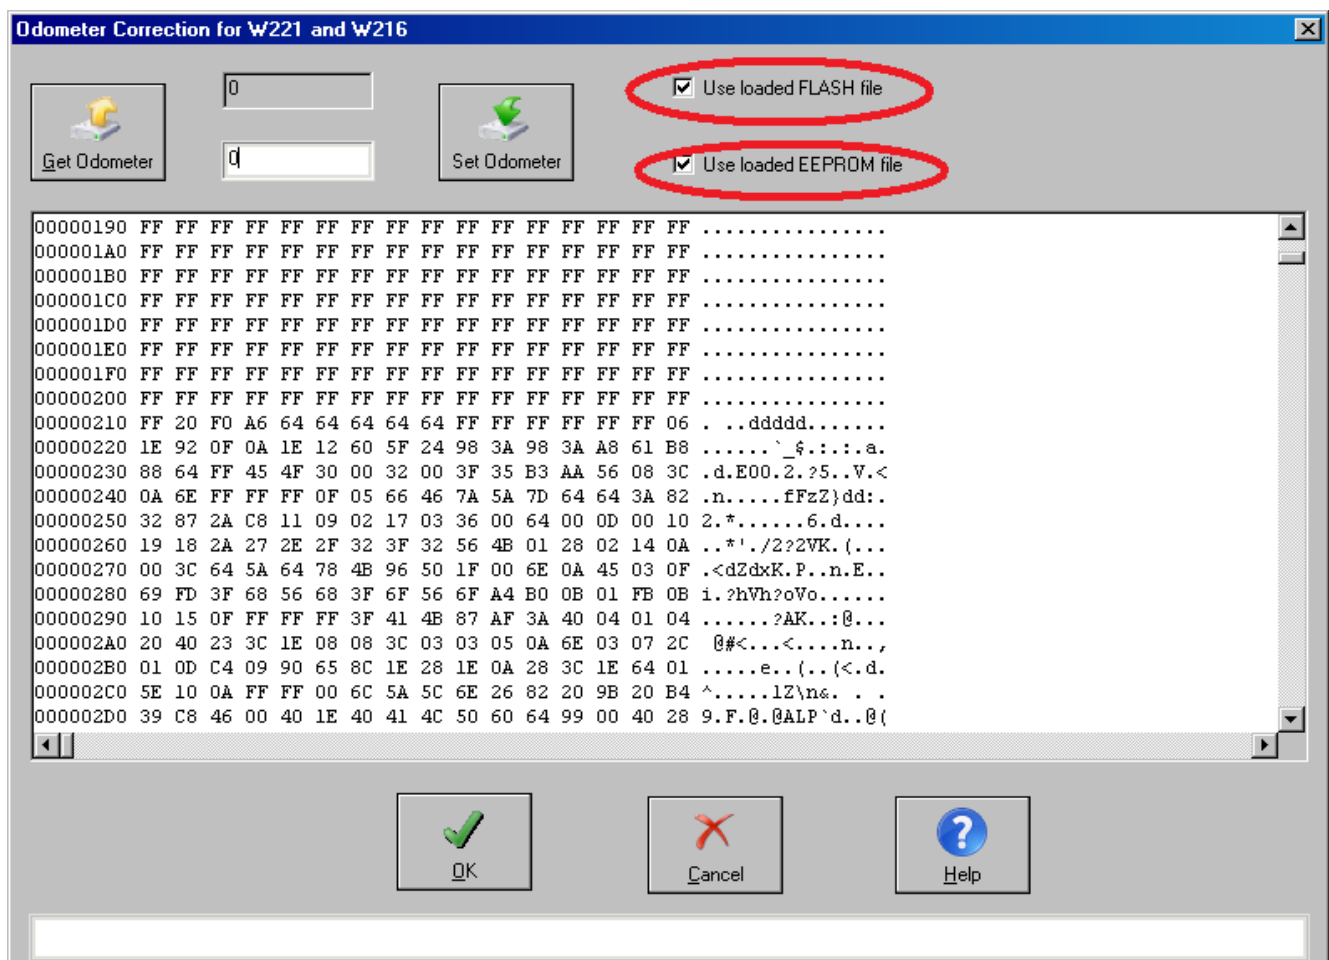 Odometer Correction for W221 and W216
0
Use loaded FLASH file
Get Odometer
0
Set Odometer
Use loaded EEPROM file
00000190 FF FF FF FF FF FF FF FF FF FF FF FF FF FF FF FF ................
000001A0 FF FF FF FF FF FF FF FF FF FF FF FF FF FF FF FF ................
000001B0 FF FF FF FF FF FF FF FF FF FF FF FF FF FF FF FF ................
000001C0 FF FF FF FF FF FF FF FF FF FF FF FF FF FF FF FF ................
000001D0 FF FF FF FF FF FF FF FF FF FF FF FF FF FF FF FF ................
000001E0 FF FF FF FF FF FF FF FF FF FF FF FF FF FF FF FF ................
000001F0 FF FF FF FF FF FF FF FF FF FF FF FF FF FF FF FF ................
00000200 FF FF FF FF FF FF FF FF FF FF FF FF FF FF FF FF ................
00000210 FF 20 F0 A6 64 64 64 64 64 FF FF FF FF FF FF 06 . ..ddddd.......
00000220 1E 92 0F 0A 1E 12 60 5F 24 98 3A 98 3A A8 61 B8 ......`_$.:.:.a.
00000230 88 64 FF 45 4F 30 00 32 00 3F 35 B3 AA 56 08 3C .d.EO0.2.?5..V.<
00000240 0A 6E FF FF FF 0F 05 66 46 7A 5A 7D 64 64 3A 82 .n.....fFzZ}dd:.
00000250 32 87 2A C8 11 09 02 17 03 36 00 64 00 0D 00 10 2.*......6.d....
00000260 19 18 2A 27 2E 2F 32 3F 32 56 4B 01 28 02 14 0A ..*'./2?2VK.(...
00000270 00 3C 64 5A 64 78 4B 96 50 1F 00 6E 0A 45 03 0F .<dZdxK.P..n.E..
00000280 69 FD 3F 68 56 68 3F 6F 56 6F A4 B0 0B 01 FB 0B i.?hVh?oVo......
00000290 10 15 0F FF FF FF FF 3F 41 4B 87 AF 3A 40 04 01 04 ......?AK..:@...
000002A0 20 40 23 3C 1E 08 08 3C 03 03 05 0A 6E 03 07 2C @#<...<....n..,
000002B0 01 0D C4 09 90 65 8C 1E 28 1E 0A 28 3C 1E 64 01 .....e..(..(<.d.
000002C0 5E 10 0A FF FF 00 6C 5A 5C 6E 26 82 20 9B 20 B4 ^.....lZ\n&. . .
000002D0 39 C8 46 00 40 1E 40 41 4C 50 60 64 99 00 40 28 9.F.@.@ALP`d..@(
OK
Cancel
Help